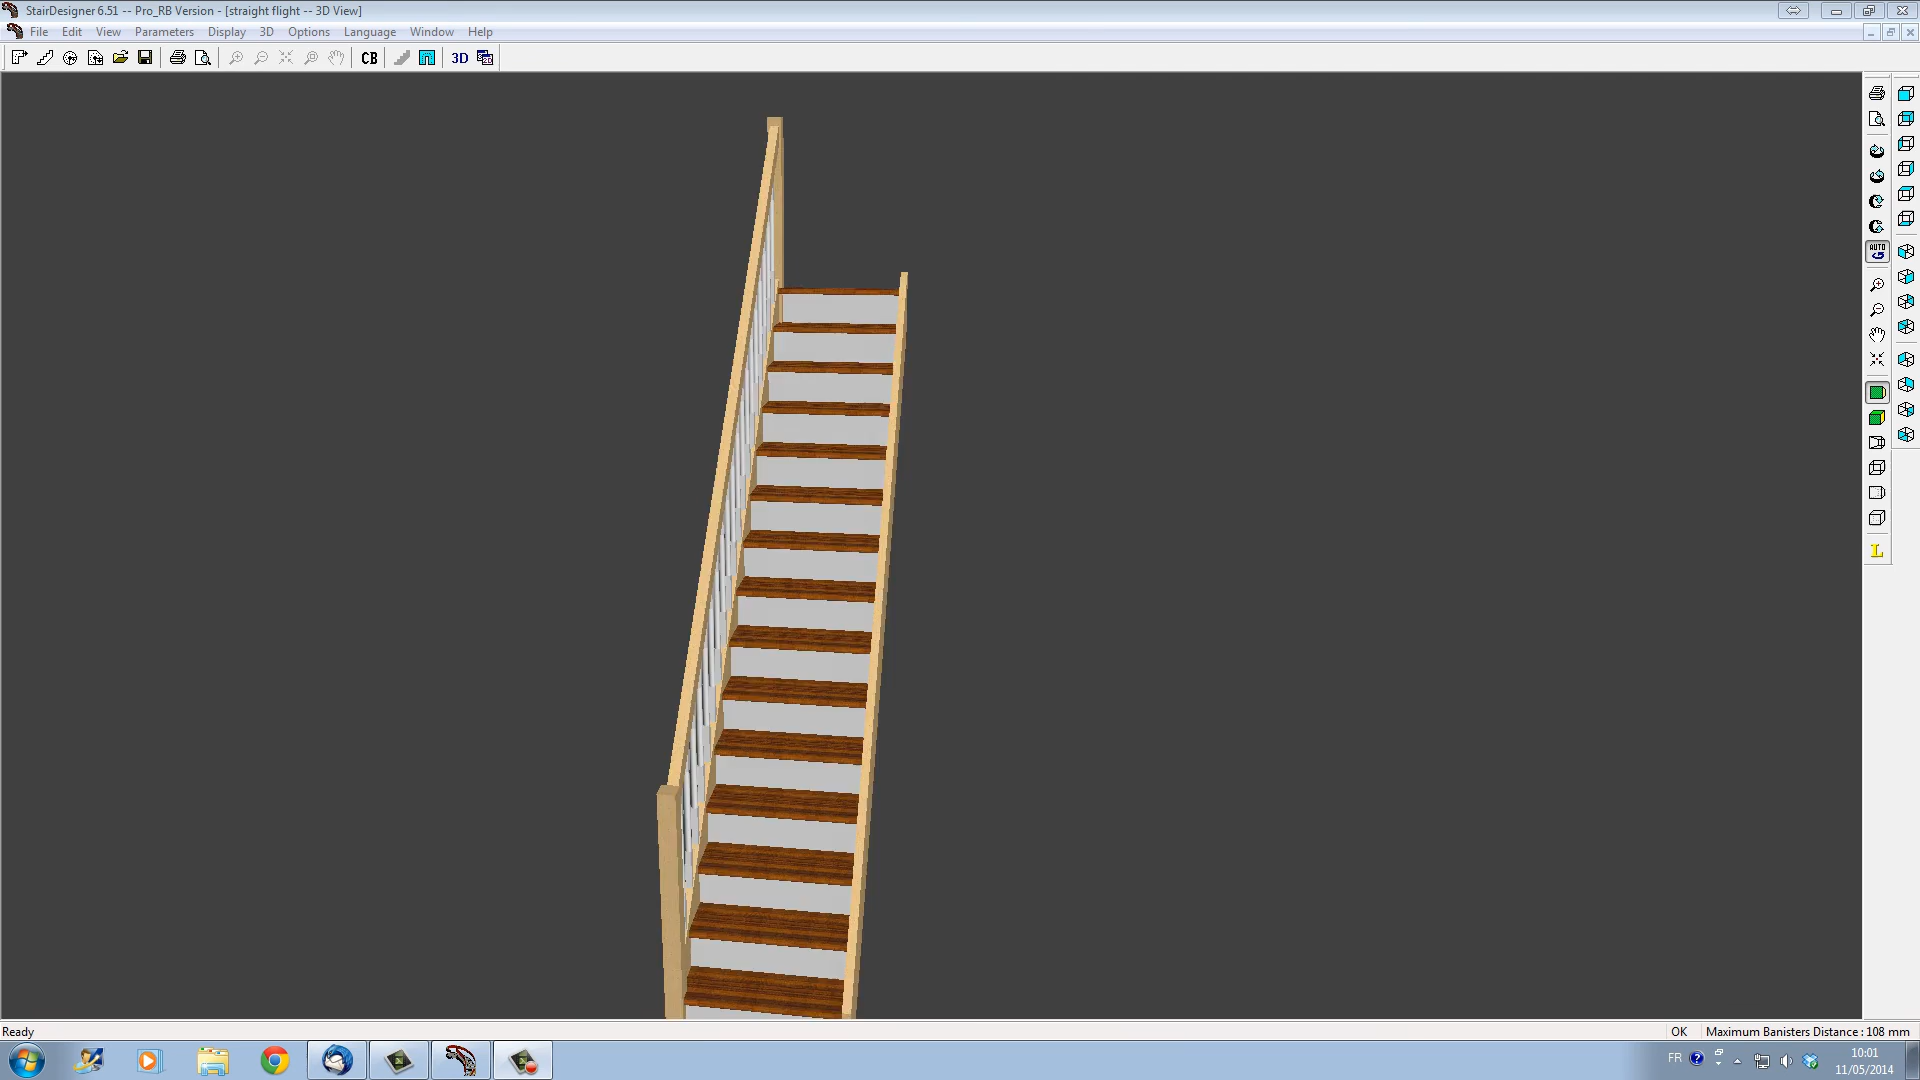 StairDesigner 6.51 -- Pro_RB Version - [straight flight -- 3D View]
File Edit View Parameters Display 3D Options Language Window Help
CB 3D
AUTO
L
Ready OK Maximum Banisters Distance : 108 mm
FR 10:01
11/05/2014